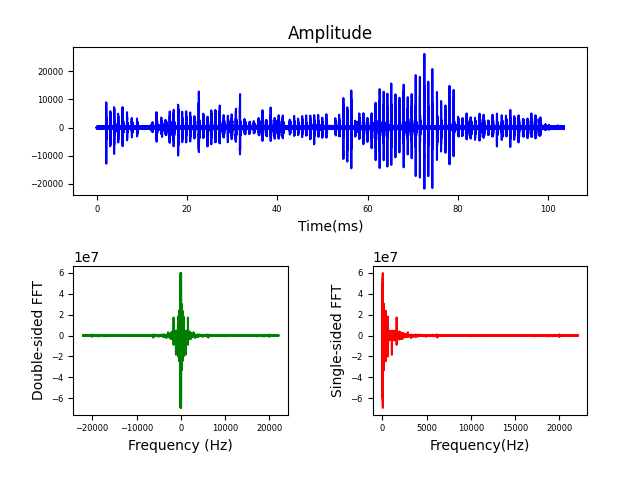 Amplitude
20000
10000
0
−10000
−20000
0 20 40 60 80 100
Time(ms)
1e7 1e7
6 6
4 4
2 2
0 0
−2 −2
−4 −4
−6 −6
Double-sided FFT Single-sided FFT
−20000 −10000 0 10000 20000 0 5000 10000 15000 20000
Frequency (Hz) Frequency(Hz)